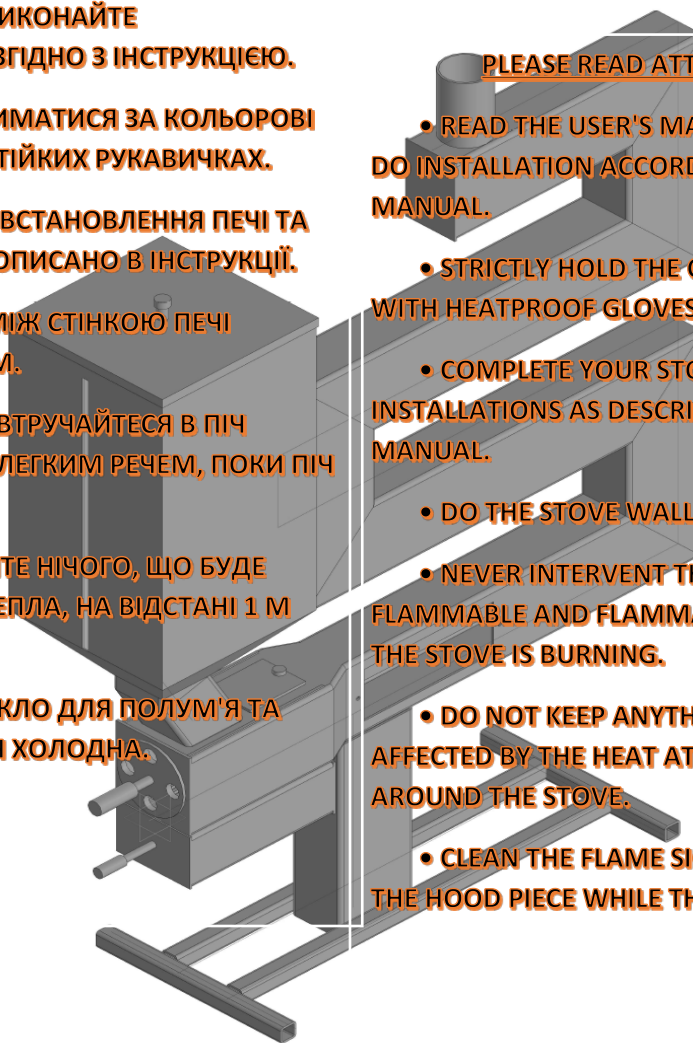 ИКОНАЙТЕ
ЗГІДНО З ІНСТРУКЦІЄЮ.
ИМАТИСЯ ЗА КОЛЬОРОВІ
ТІЙКИХ РУКАВИЧКАХ.
ВСТАНОВЛЕННЯ ПЕЧІ ТА
ОПИСАНО В ІНСТРУКЦІЇ.
МІЖ СТІНКОЮ ПЕЧІ
М.
ВТРУЧАЙТЕСЯ В ПІЧ
ЛЕГКИМ РЕЧЕМ, ПОКИ ПІЧ
ТЕ НІЧОГО, ЩО БУДЕ
ЕПЛА, НА ВІДСТАНІ 1 М
КЛО ДЛЯ ПОЛУМ'Я ТА
ХОЛОДНА.
PLEASE READ ATT
• READ THE USER'S MA
DO INSTALLATION ACCORD
MANUAL.
• STRICTLY HOLD THE
WITH HEATPROOF GLOVES
• COMPLETE YOUR STO
INSTALLATIONS AS DESCRI
MANUAL.
• DO THE STOVE WALL
• NEVER INTERVENT TH
FLAMMABLE AND FLAMMA
THE STOVE IS BURNING.
• DO NOT KEEP ANYTH
AFFECTED BY THE HEAT AT
AROUND THE STOVE.
• CLEAN THE FLAME SI
THE HOOD PIECE WHILE TH